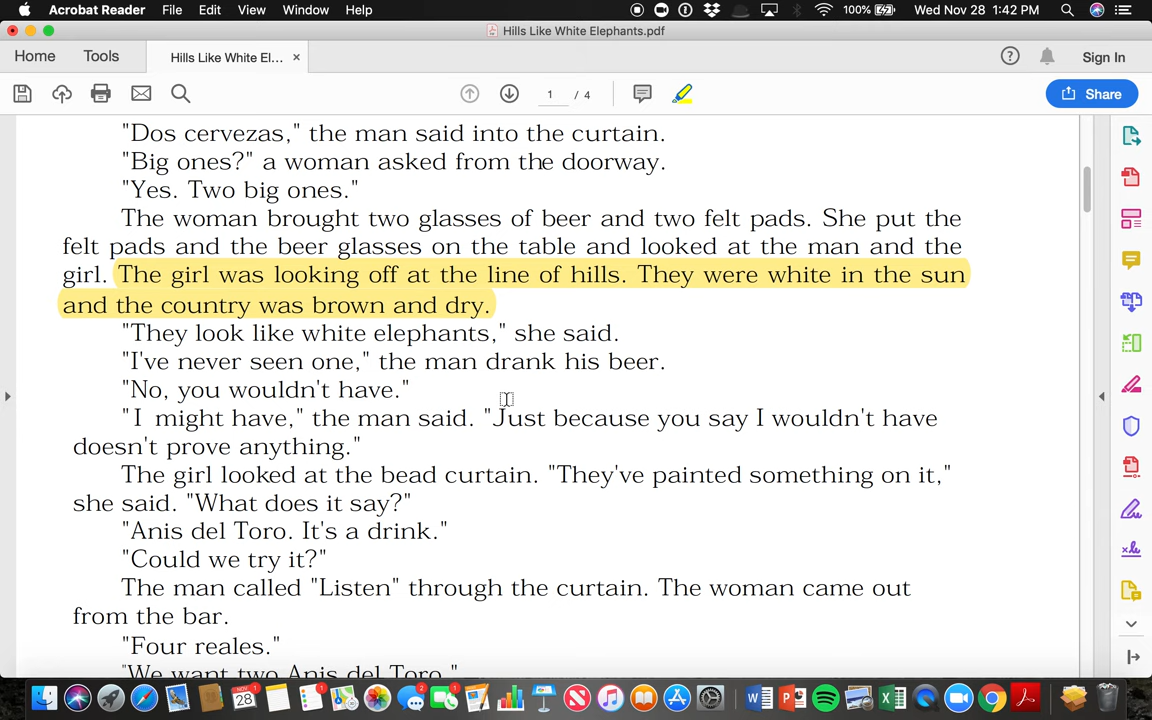 Acrobat Reader File Edit View Window Help 100% Wed Nov 28 1:42 PM
Hills Like White Elephants.pdf
Home Tools Hills Like White El... × Sign In
1 / 4 Share
"Dos cervezas," the man said into the curtain.
"Big ones?" a woman asked from the doorway.
"Yes. Two big ones."
The woman brought two glasses of beer and two felt pads. She put the
felt pads and the beer glasses on the table and looked at the man and the
girl. The girl was looking off at the line of hills. They were white in the sun
and the country was brown and dry.
"They look like white elephants," she said.
"I've never seen one," the man drank his beer.
"No, you wouldn't have."
"I might have," the man said. "Just because you say I wouldn't have
doesn't prove anything."
The girl looked at the bead curtain. "They've painted something on it,"
she said. "What does it say?"
"Anis del Toro. It's a drink."
"Could we try it?"
The man called "Listen" through the curtain. The woman came out
from the bar.
"Four reales."
"We want two Anis del Toro."